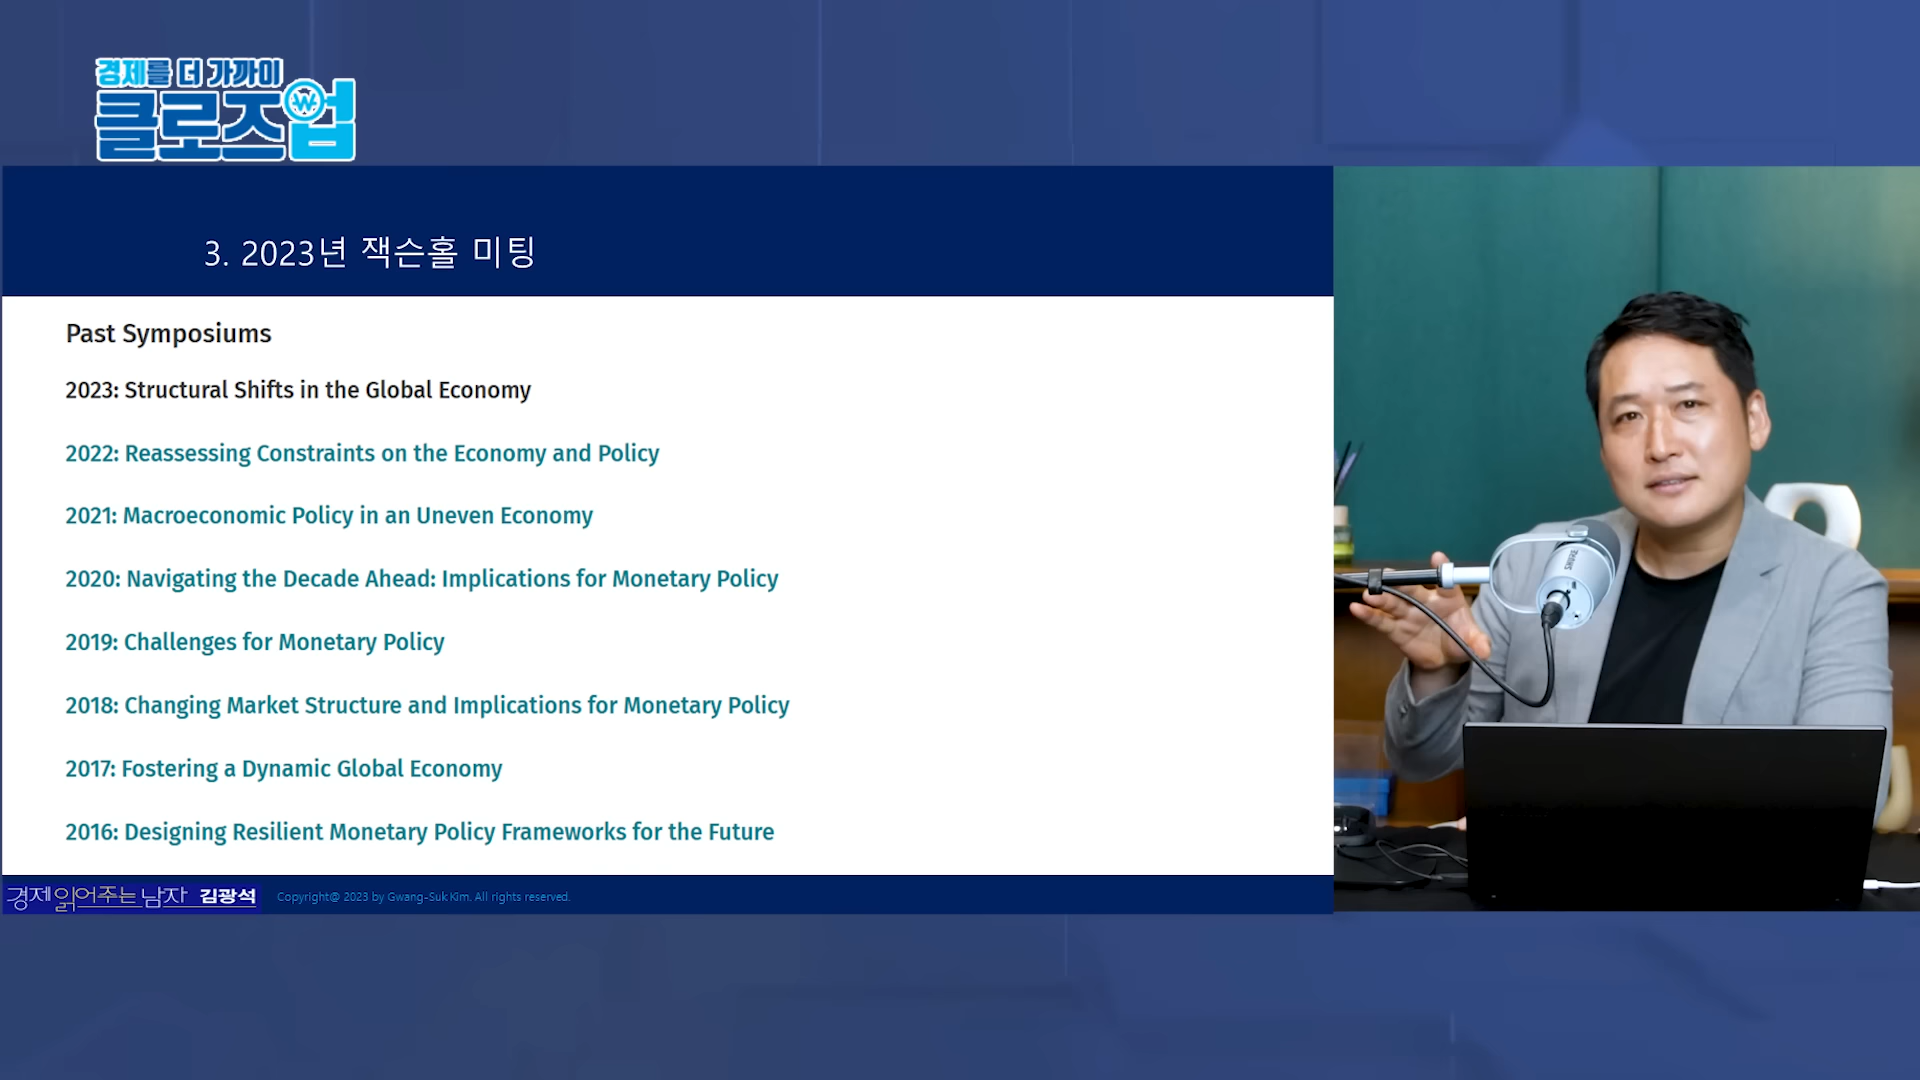 경제를 더 가까이
클로즈업
3. 2023년 잭슨홀 미팅
Past Symposiums
2023: Structural Shifts in the Global Economy
2022: Reassessing Constraints on the Economy and Policy
2021: Macroeconomic Policy in an Uneven Economy
2020: Navigating the Decade Ahead: Implications for Monetary Policy
2019: Challenges for Monetary Policy
2018: Changing Market Structure and Implications for Monetary Policy
2017: Fostering a Dynamic Global Economy
2016: Designing Resilient Monetary Policy Frameworks for the Future
경제읽어주는남자 김광석 Copyright@ 2023 by Gwang-Suk Kim. All rights reserved.
SHURE